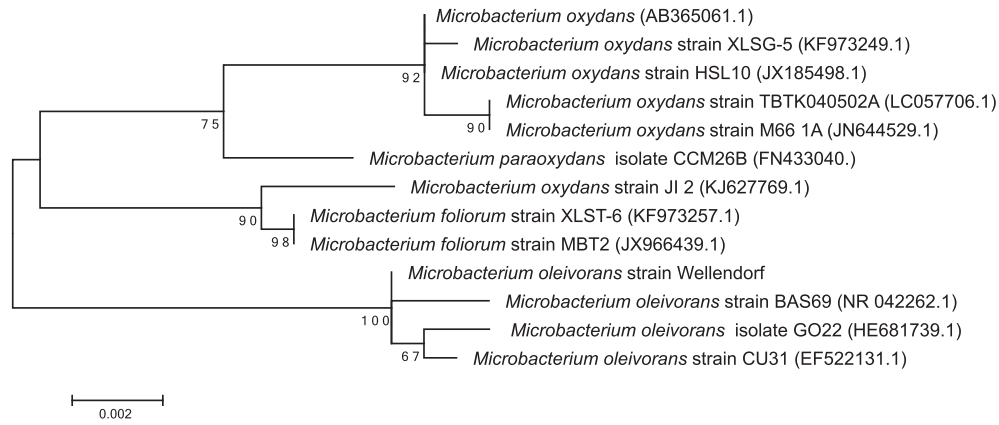 Microbacterium oxydans (AB365061.1)
Microbacterium oxydans strain XLSG-5 (KF973249.1)
Microbacterium oxydans strain HSL10 (JX185498.1)
92
Microbacterium oxydans strain TBTK040502A (LC057706.1)
75
90
Microbacterium oxydans strain M66 1A (JN644529.1)
Microbacterium paraoxydans isolate CCM26B (FN433040.)
Microbacterium oxydans strain JI 2 (KJ627769.1)
90
Microbacterium foliorum strain XLST-6 (KF973257.1)
98
Microbacterium foliorum strain MBT2 (JX966439.1)
Microbacterium oleivorans strain Wellendorf
Microbacterium oleivorans strain BAS69 (NR 042262.1)
100
Microbacterium oleivorans isolate GO22 (HE681739.1)
67
Microbacterium oleivorans strain CU31 (EF522131.1)
0.002